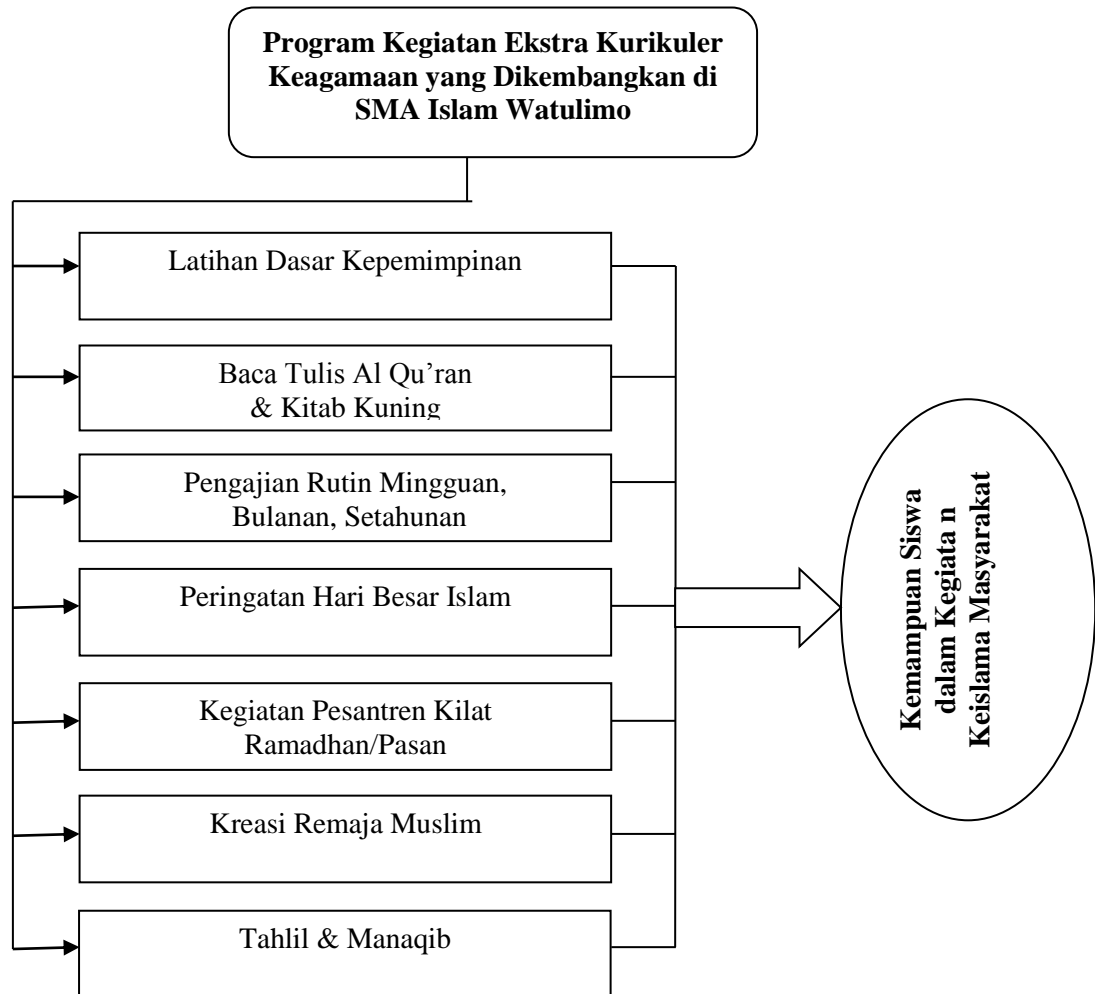 Program Kegiatan Ekstra Kurikuler
Keagamaan yang Dikembangkan di
SMA Islam Watulimo
Latihan Dasar Kepemimpinan
Baca Tulis Al Qu’ran
& Kitab Kuning
Pengajian Rutin Mingguan,
Bulanan, Setahunan
Peringatan Hari Besar Islam
Kegiatan Pesantren Kilat
Ramadhan/Pasan
Kreasi Remaja Muslim
Tahlil & Manaqib
Kemampuan Siswa
dalam Kegiata n
Keislama Masyarakat